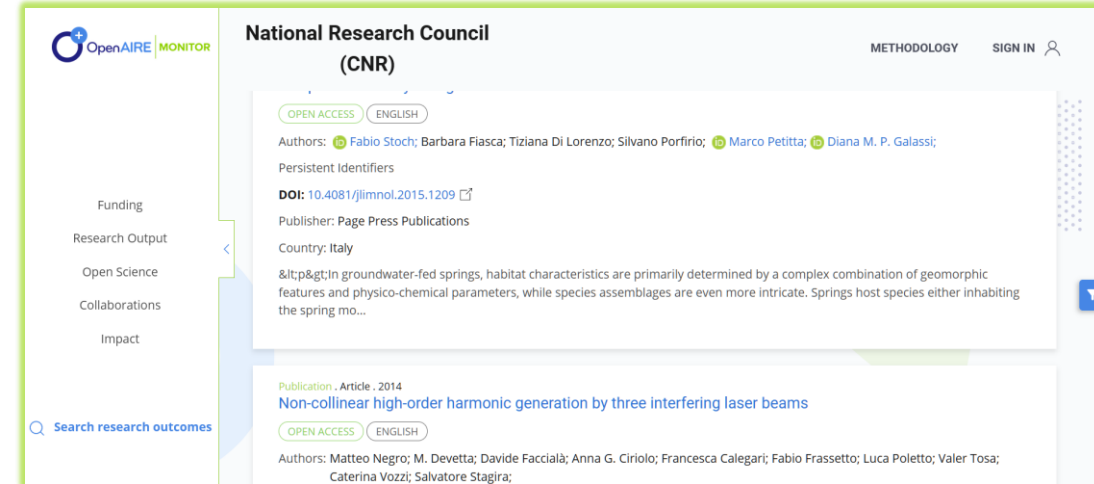 OpenAIRE MONITOR
National Research Council
(CNR)
METHODOLOGY
SIGN IN
Funding
Research Output
Open Science
Collaborations
Impact
Search research outcomes
OPEN ACCESS ENGLISH
Authors: Fabio Stoch; Barbara Fiasca; Tiziana Di Lorenzo; Silvano Porfirio; Marco Petitta; Diana M. P. Galassi;
Persistent Identifiers
DOI: 10.4081/jlimnol.2015.1209
Publisher: Page Press Publications
Country: Italy
&lt;p&gt;In groundwater-fed springs, habitat characteristics are primarily determined by a complex combination of geomorphic
features and physico-chemical parameters, while species assemblages are even more intricate. Springs host species either inhabiting
the spring mo...
Publication . Article . 2014
Non-collinear high-order harmonic generation by three interfering laser beams
OPEN ACCESS ENGLISH
Authors: Matteo Negro; M. Devetta; Davide Faccialà; Anna G. Ciriolo; Francesca Calegari; Fabio Frassetto; Luca Poletto; Valer Tosa;
Caterina Vozzi; Salvatore Stagira;